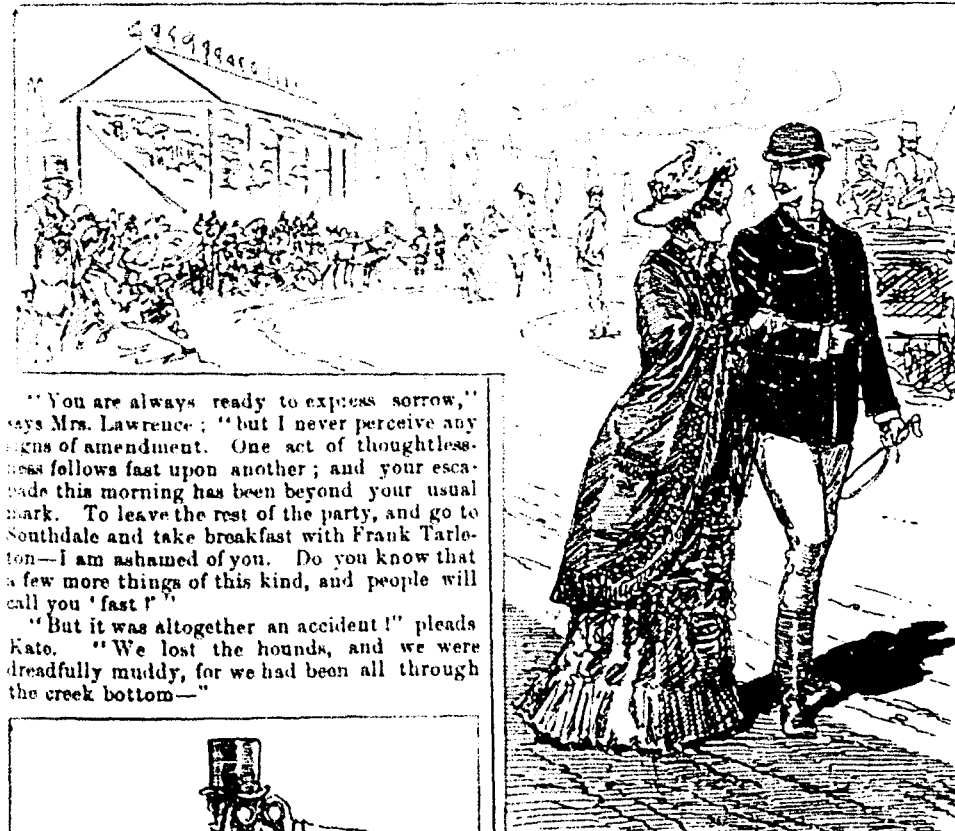 "You are always ready to express sorrow,"
says Mrs. Lawrence; "but I never perceive any
signs of amendment. One act of thoughtless-
ness follows fast upon another; and your esca-
pade this morning has been beyond your usual
mark. To leave the rest of the party, and go to
Southdale and take breakfast with Frank Tarle-
ton—I am ashamed of you. Do you know that
a few more things of this kind, and people will
call you 'fast!'"
"But it was altogether an accident!" pleads
Kate. "We lost the hounds, and we were
dreadfully muddy, for we had been all through
the creek bottom—"